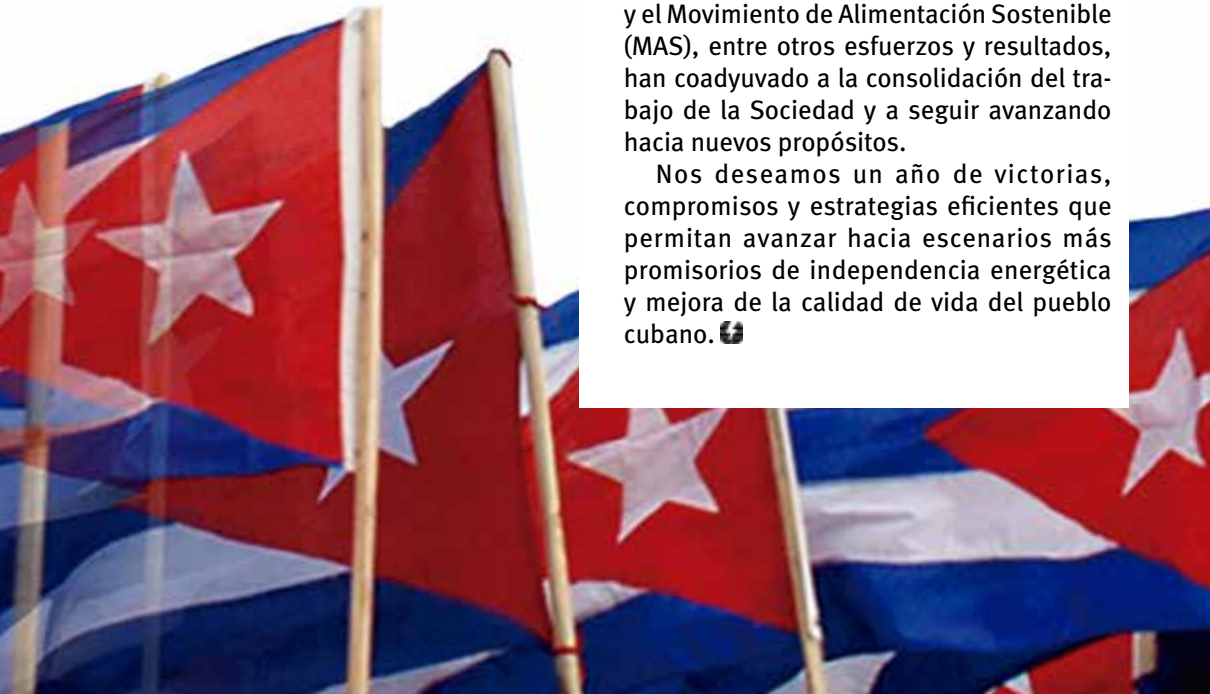 y el Movimiento de Alimentación Sostenible
(MAS), entre otros esfuerzos y resultados,
han coadyuvado a la consolidación del tra-
bajo de la Sociedad y a seguir avanzando
hacia nuevos propósitos.
Nos deseamos un año de victorias,
compromisos y estrategias eficientes que
permitan avanzar hacia escenarios más
promisorios de independencia energética
y mejora de la calidad de vida del pueblo
cubano.